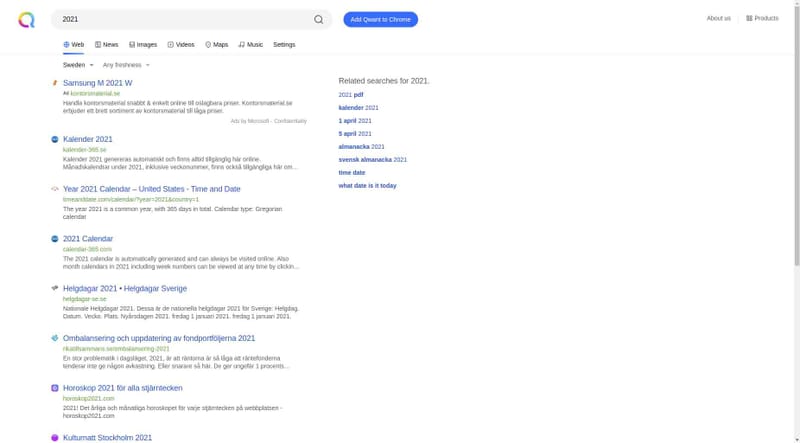 2021
Add Qwant to Chrome
About us
Products
Web
News
Images
Videos
Maps
Music
Settings
Sweden
Any freshness
Samsung M 2021 W
Ad kontorsmaterial.se
Handla kontorsmaterial snabbt & enkelt online till oslagbara priser. Kontorsmaterial.se
erbjuder ett brett sortiment av kontorsmaterial till låga priser.
Ads by Microsoft - Confidentiality
Kalender 2021
kalender-365.se
Kalender 2021 genereras automatiskt och finns alltid tillgänglig här online.
Månadskalendrar under 2021, inklusive veckonummer, finns också tillgängliga här om...
Year 2021 Calendar – United States - Time and Date
timeanddate.com/calendar/?year=2021&country=1
The year 2021 is a common year, with 365 days in total. Calendar type: Gregorian
calendar
2021 Calendar
calendar-365.com
The 2021 calendar is automatically generated and can always be visited online. Also
month calendars in 2021 including week numbers can be viewed at any time by clickin...
Helgdagar 2021 • Helgdagar Sverige
helgdagar-se.se
Nationale Helgdagar 2021. Dessa är de nationella helgdagar 2021 för Sverige: Helgdag.
Datum. Vecka. Plats. Nyårsdagen 2021. fredag 1 januari 2021. fredag 1 januari 2021.
Ombalansering och uppdatering av fondportföljerna 2021
rikatillsammans.se/ombalansering-2021
En stor problematik i dagsläget, 2021, är att räntorna är så låga att räntefonderna
tenderar inte ge någon avkastning. Eller snarare så här. De ger ungefär 1 procents...
Horoskop 2021 för alla stjärntecken
horoskop2021.com
2021! Det årliga och månatliga horoskopet för varje stjärntecken på webbplatsen -
horoskop2021.com
Kulturnatt Stockholm 2021
Related searches for 2021.
2021 pdf
kalender 2021
1 april 2021
5 april 2021
almanacka 2021
svensk almanacka 2021
time date
what date is it today